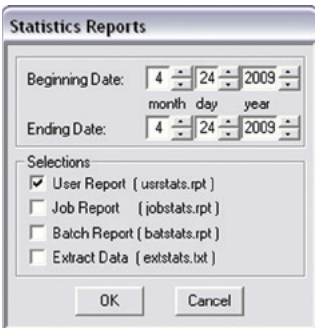 Statistics Reports
Beginning Date: 4 24 2009
month day year
Ending Date: 4 24 2009
Selections
User Report ( usrstats.rpt )
Job Report ( jobstats.rpt )
Batch Report ( batstats.rpt )
Extract Data ( extstats.txt )
OK Cancel